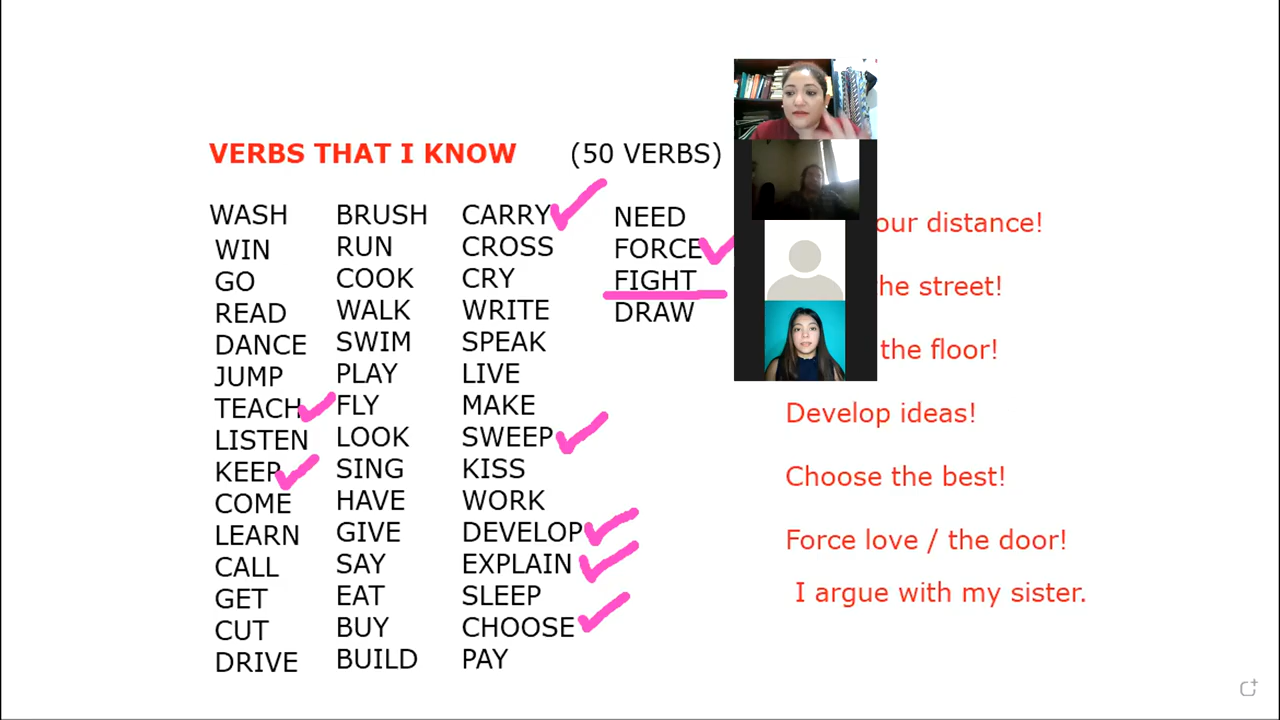 VERBS THAT I KNOW (50 VERBS)
WASH BRUSH CARRY NEED
WIN RUN CROSS FORCE
GO COOK CRY FIGHT
READ WALK WRITE DRAW
DANCE SWIM SPEAK
JUMP PLAY LIVE
TEACH FLY MAKE
LISTEN LOOK SWEEP
KEEP SING KISS
COME HAVE WORK
LEARN GIVE DEVELOP
CALL SAY EXPLAIN
GET EAT SLEEP
CUT BUY CHOOSE
DRIVE BUILD PAY
distance!
the street!
the floor!
Develop ideas!
Choose the best!
Force love / the door!
I argue with my sister.